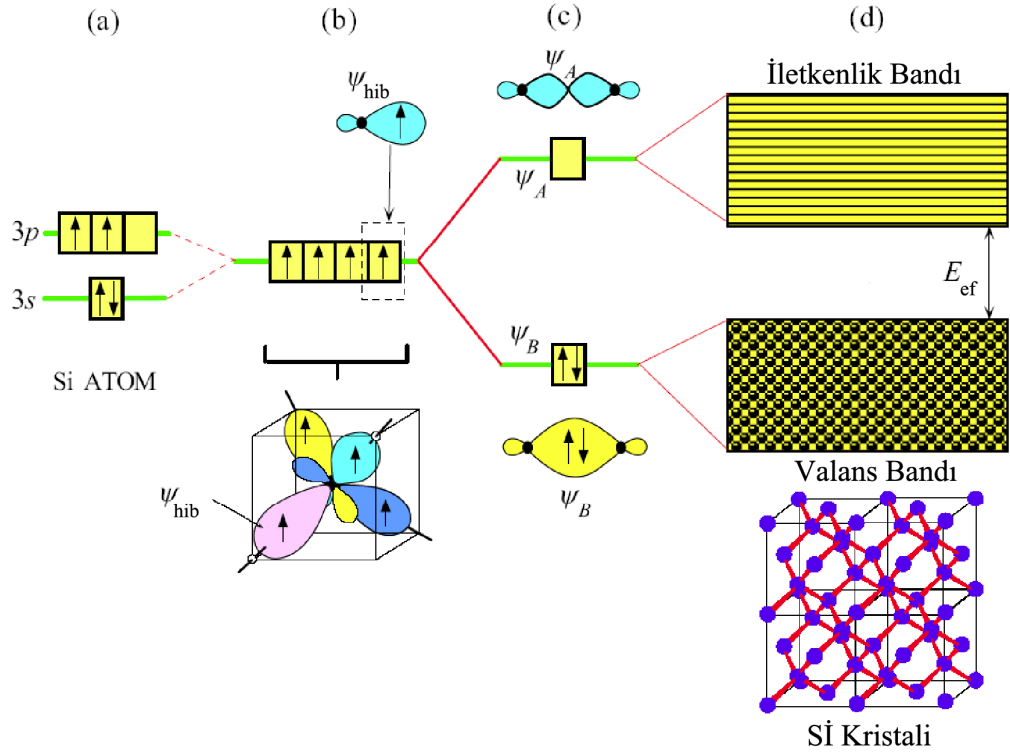 (a)
(b)
(c)
(d)
ψhib
ψA
İletkenlik Bandı
ψA
3p
3s
Eef
ψB
Si ATOM
ψB
Valans Bandı
ψhib
Sİ Kristali